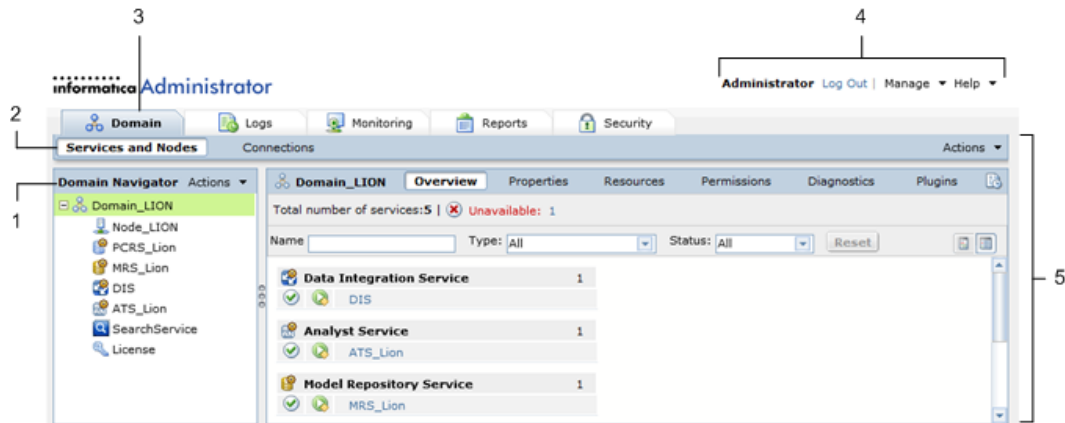 3
4
informatica Administrator
Administrator Log Out | Manage Help
Domain Logs Monitoring Reports Security
2
Services and Nodes Connections Actions
1
Domain Navigator Actions
Domain_LION Overview Properties Resources Permissions Diagnostics Plugins
Domain_LION
Node_LION
PCRS_Lion
MRS_Lion
DIS
ATS_Lion
SearchService
License
Total number of services:5 | Unavailable: 1
Name Type: All Status: All Reset
Data Integration Service 1
DIS
Analyst Service 1
ATS_Lion
Model Repository Service 1
MRS_Lion
5